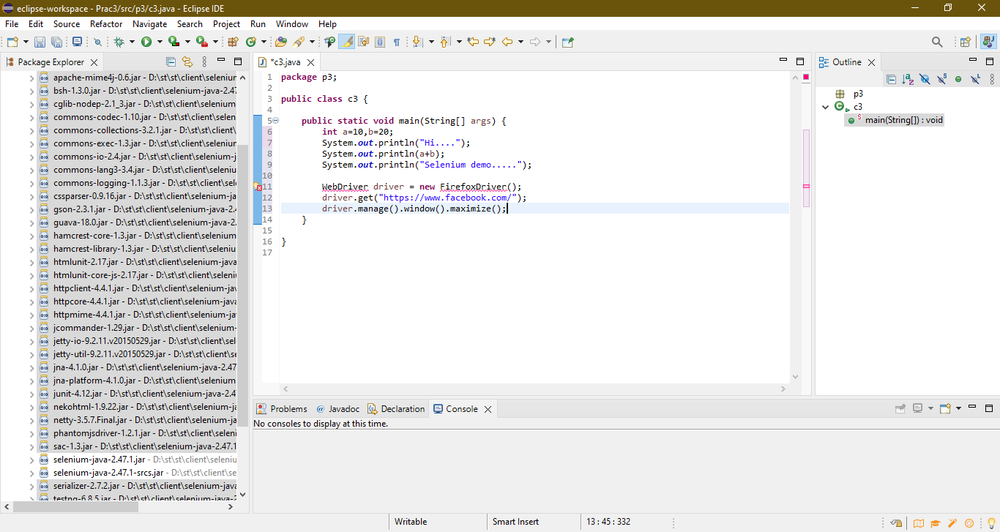 eclipse-workspace - Prac3/src/p3/c3.java - Eclipse IDE
File Edit Source Refactor Navigate Search Project Run Window Help
Package Explorer
apache-mime4j-0.6.jar - D:\st\st\client\seleniur
bsh-1.3.0.jar - D:\st\st\client\selenium-java-2.47
cglib-nodep-2.1_3.jar - D:\st\st\client\selenium
commons-codec-1.10.jar - D:\st\st\client\selen
commons-collections-3.2.1.jar - D:\st\st\client\
commons-exec-1.3.jar - D:\st\st\client\selenium
commons-io-2.4.jar - D:\st\st\client\selenium-j
commons-lang3-3.4.jar - D:\st\st\client\seleniu
commons-logging-1.1.3.jar - D:\st\st\client\sel
cssparser-0.9.16.jar - D:\st\st\client\selenium-ja
gson-2.3.1.jar - D:\st\st\client\selenium-java-2.4
guava-18.0.jar - D:\st\st\client\selenium-java-2.
hamcrest-core-1.3.jar - D:\st\st\client\selenium
hamcrest-library-1.3.jar - D:\st\st\client\seleniu
htmlunit-2.17.jar - D:\st\st\client\selenium-java
htmlunit-core-js-2.17.jar - D:\st\st\client\seleni
httpclient-4.4.1.jar - D:\st\st\client\selenium-jav
httpcore-4.4.1.jar - D:\st\st\client\selenium-java
httpmime-4.4.1.jar - D:\st\st\client\selenium-ja
jcommander-1.29.jar - D:\st\st\client\selenium-
jetty-io-9.2.11.v20150529.jar - D:\st\st\client\sel
jetty-util-9.2.11.v20150529.jar - D:\st\st\client\se
jna-4.1.0.jar - D:\st\st\client\selenium-java-2.47
jna-platform-4.1.0.jar - D:\st\st\client\selenium
junit-4.12.jar - D:\st\st\client\selenium-java-2.4
nekohtml-1.9.22.jar - D:\st\st\client\selenium-ja
netty-3.5.7.Final.jar - D:\st\st\client\selenium-ja
phantomjsdriver-1.2.1.jar - D:\st\st\client\seleni
sac-1.3.jar - D:\st\st\client\selenium-java-2.47.1
selenium-java-2.47.1.jar - D:\st\st\client\seleniu
selenium-java-2.47.1-srcs.jar - D:\st\st\client\se
serializer-2.7.2.jar - D:\st\st\client\selenium-java
testng-6.8.5.jar - D:\st\st\client\selenium-java-2
*c3.java
1 package p3;
2
3 public class c3 {
4
5 public static void main(String[] args) {
6 int a=10,b=20;
7 System.out.println("Hi....");
8 System.out.println(a+b);
9 System.out.println("Selenium demo.....");
10
11 WebDriver driver = new FirefoxDriver();
12 driver.get("https://www.facebook.com/");
13 driver.manage().window().maximize();
14 }
15
16 }
17
Outline
p3
c3
main(String[]) : void
Problems @ Javadoc Declaration Console
No consoles to display at this time.
Writable Smart Insert 13 : 45 : 332